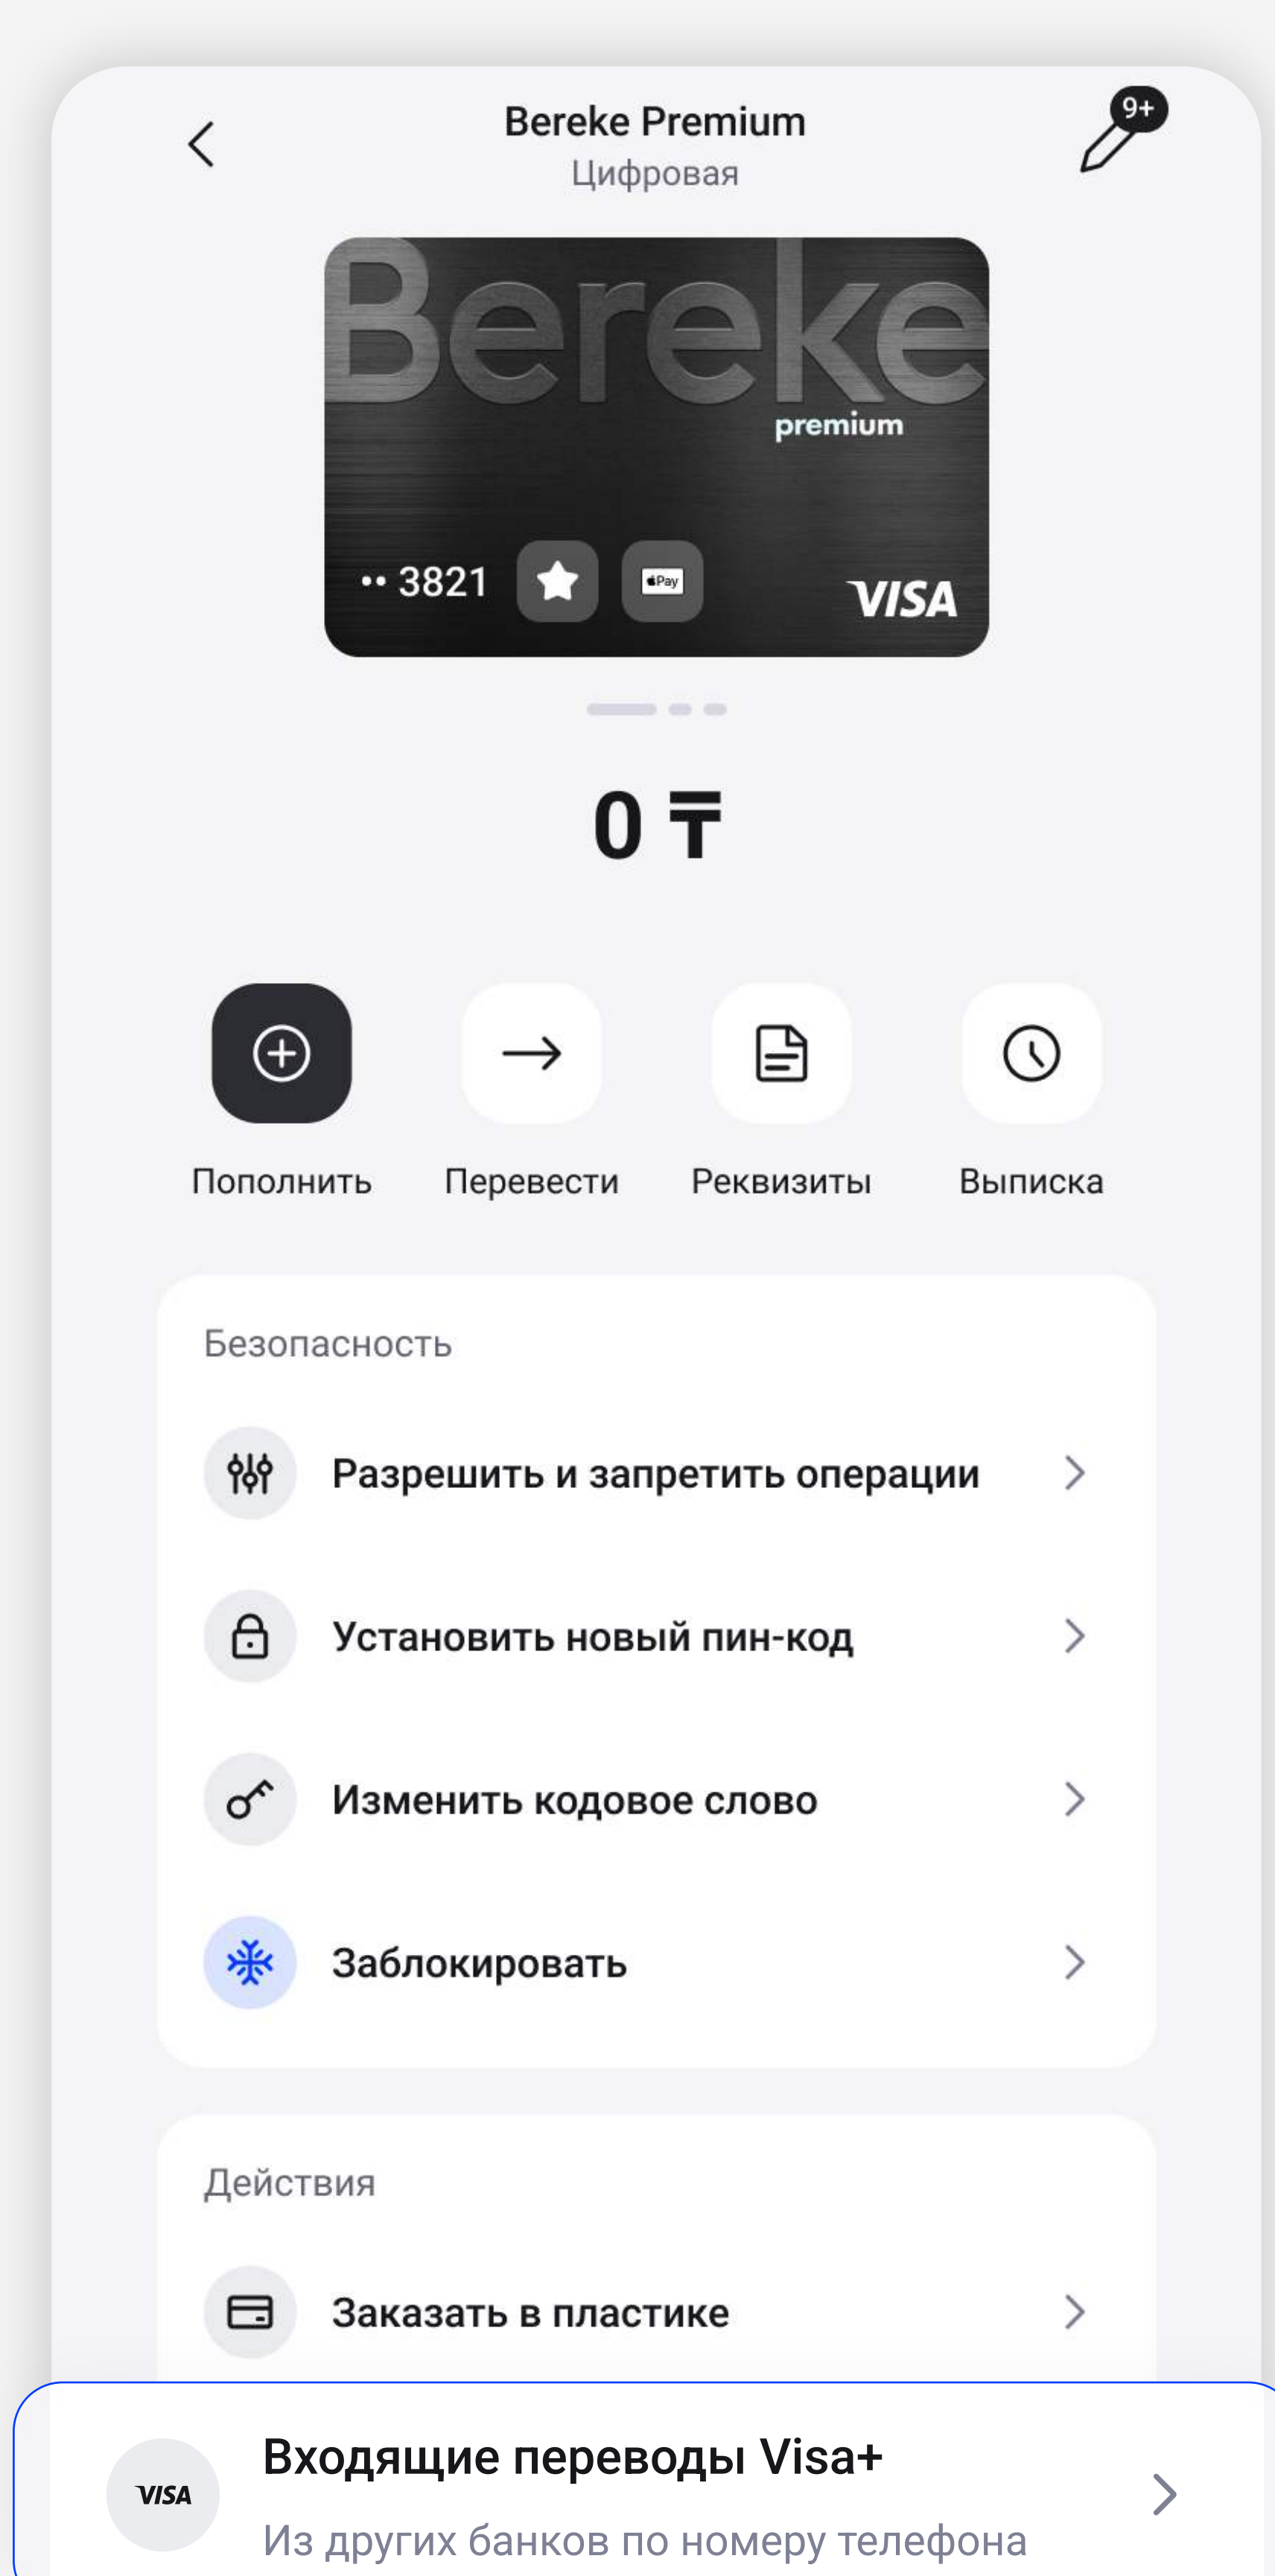 Bereke Premium
9+
Цифровая
Bereke
premium
•• 3821
Pay
VISA
0 ₸
Пополнить
Перевести
Реквизиты
Выписка
Безопасность
Разрешить и запретить операции
Установить новый пин-код
Изменить кодовое слово
Заблокировать
Действия
Заказать в пластике
VISA
Входящие переводы Visa+
Из других банков по номеру телефона